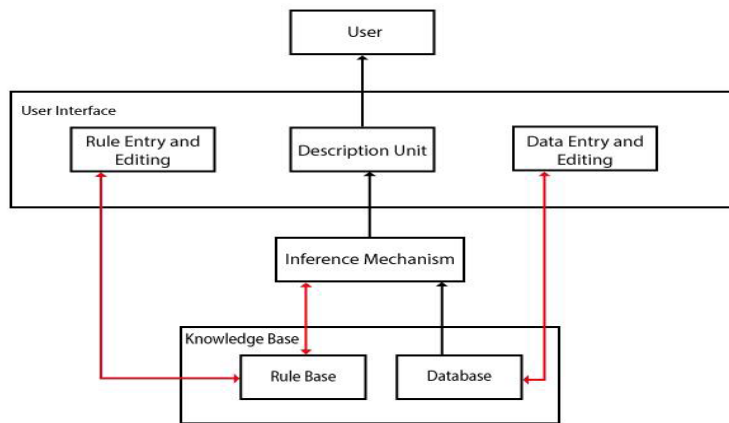 User
User Interface
Rule Entry and
Editing
Description Unit
Data Entry and
Editing
Inference Mechanism
Knowledge Base
Rule Base
Database